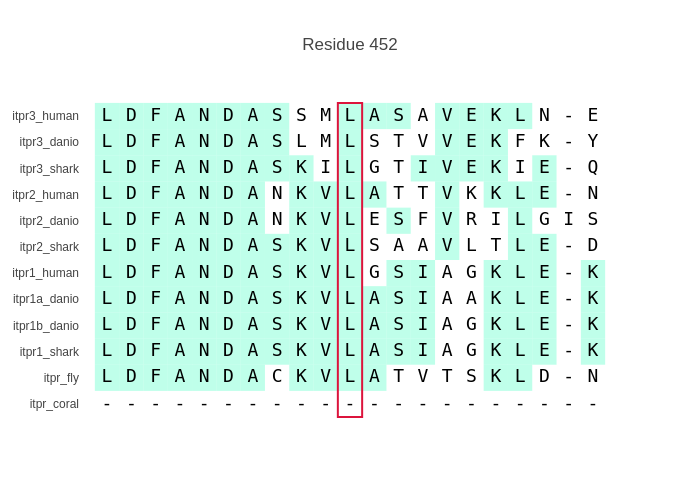 Residue 452
itpr3_human L D F A N D A S S M L A S A V E K L N - E
itpr3_danio L D F A N D A S L M L S T V V E K F K - Y
itpr3_shark L D F A N D A S K I L G T I V E K I E - Q
itpr2_human L D F A N D A N K V L A T T V K K L E - N
itpr2_danio L D F A N D A N K V L E S F V R I L G I S
itpr2_shark L D F A N D A S K V L S A A V L T L E - D
itpr1_human L D F A N D A S K V L G S I A G K L E - K
itpr1a_danio L D F A N D A S K V L A S I A A K L E - K
itpr1b_danio L D F A N D A S K V L A S I A G K L E - K
itpr1_shark L D F A N D A S K V L A S I A G K L E - K
itpr_fly L D F A N D A C K V L A T V T S K L D - N
itpr_coral - - - - - - - - - - - - - - - - - - - - -